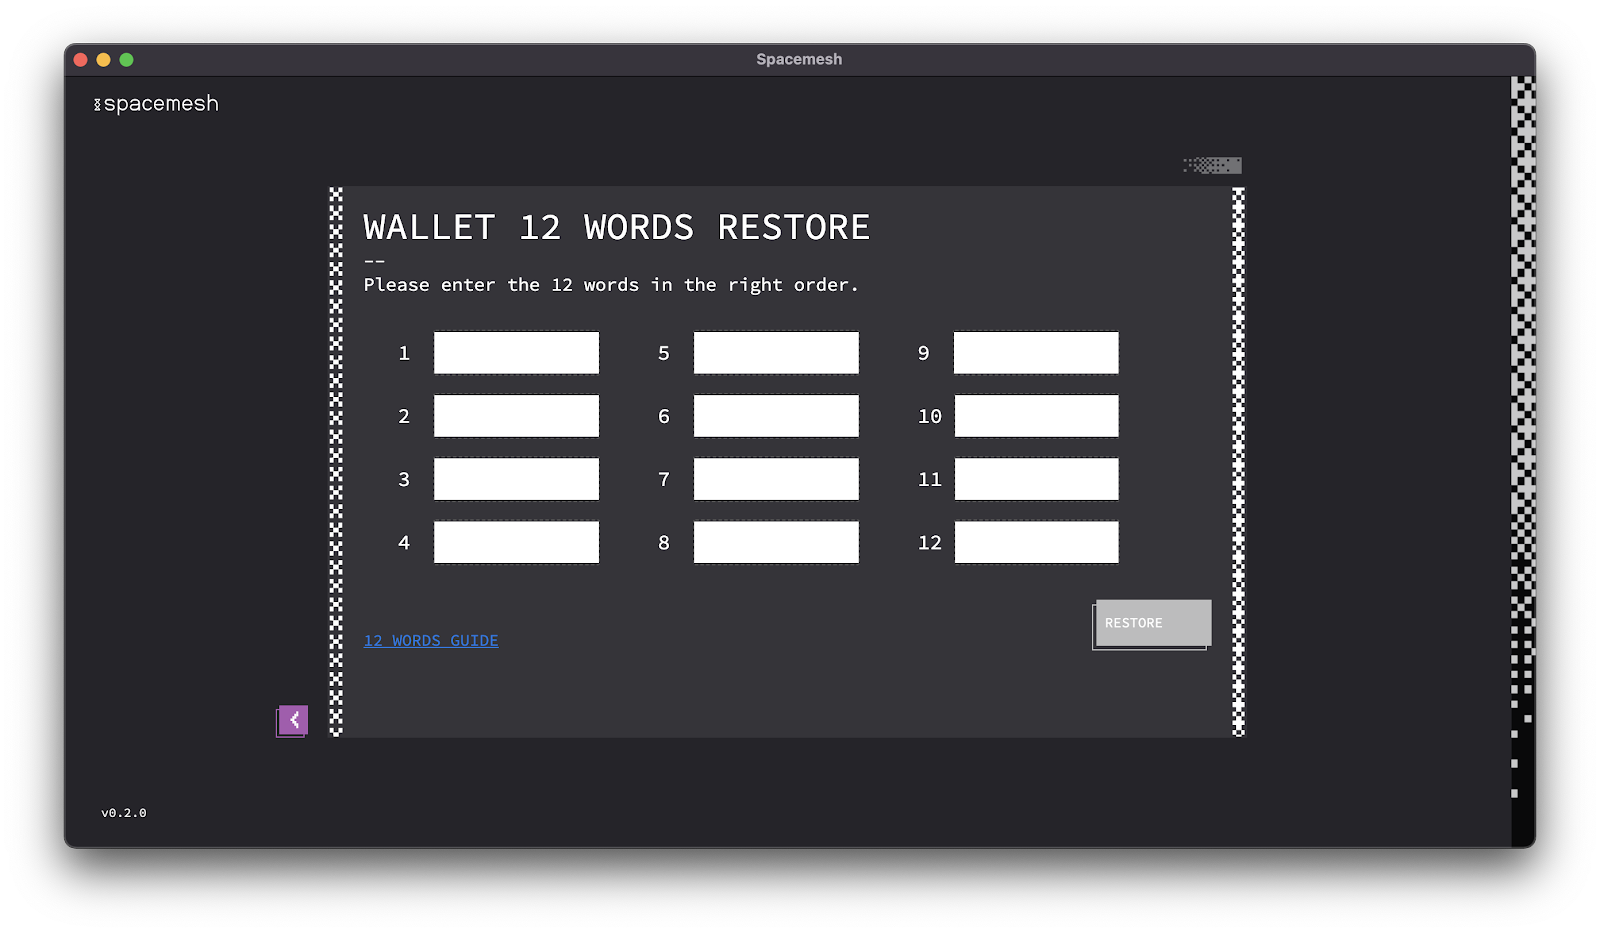 Spacemesh
spacemesh
WALLET 12 WORDS RESTORE
--
Please enter the 12 words in the right order.
1 5 9
2 6 10
3 7 11
4 8 12
RESTORE
12 WORDS GUIDE
v0.2.0